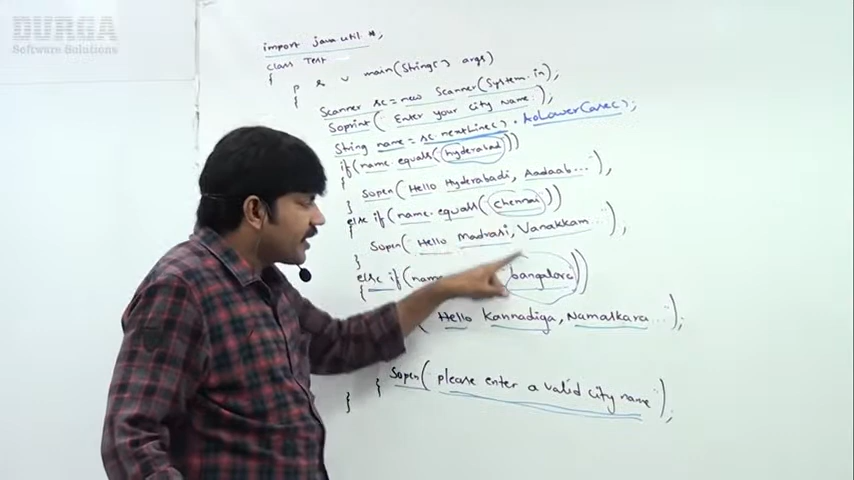 DURGA
Software Solutions
import java.util.*;
class Test
{
p s v main(String[] args)
{
Scanner sc=new Scanner(System.in);
Soprint("Enter your city name:");
String name=sc.nextLine().toLowerCase();
if(name.equals("hyderabad"))
{
Sopln("Hello Hyderabadi, Aadaab...");
}
else if(name.equals("chennai"))
{
Sopln("Hello Madrasi, Vanakkam...");
}
else if(name bangalore"))
{
("Hello Kannadiga, Namaskara...");
Sopln("please enter a valid city name");
}
}